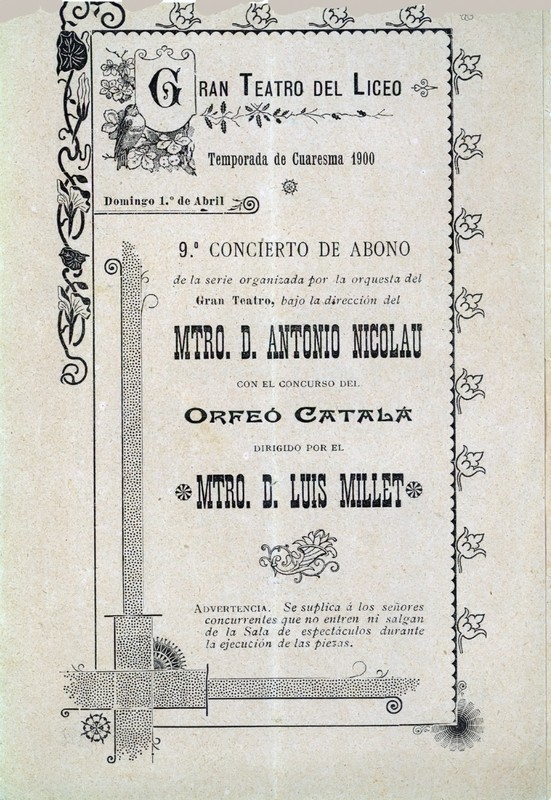 GRAN TEATRO DEL LICEO
Temporada de Cuaresma 1900
Domingo 1.º de Abril
9.º CONCIERTO DE ABONO
de la serie organizada por la orquesta del
Gran Teatro, bajo la dirección del
MTRO. D. ANTONIO NICOLAU
CON EL CONCURSO DEL
ORFEÓ CATALÁ
DIRIGIDO POR EL
MTRO. D. LUIS MILLET
ADVERTENCIA. Se suplica á los señores
concurrentes que no entren ni salgan
de la Sala de espectáculos durante
la ejecución de las piezas.